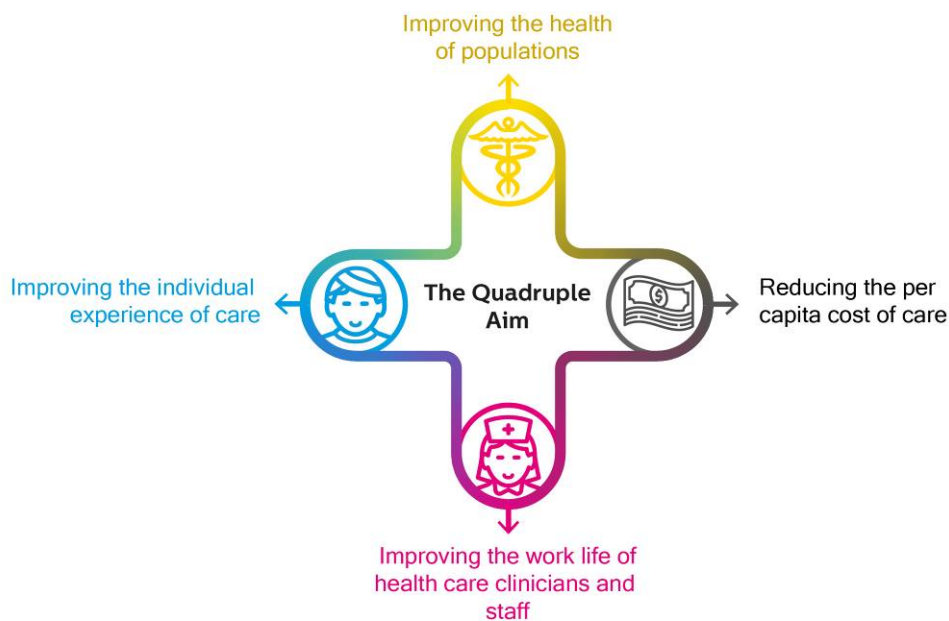 Improving the health
of populations
Improving the individual
experience of care
The Quadruple
Aim
$
Reducing the per
capita cost of care
Improving the work life of
health care clinicians and
staff